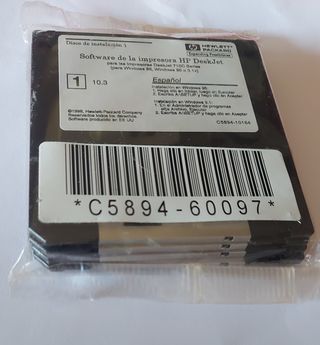 Disco de instalación 1
HEWLETT®
PACKARD
Expanding Possibilities
Software de la impresora HP DeskJet
para las impresoras DeskJet 710C Series
(para Windows 95, Windows 95 o 3.1x)
1
10.3
Español
Instalación en Windows 95:
1. Haga clic en Iniciar, luego en Ejecutar
2. Escriba A:\SETUP y haga clic en Aceptar
Instalación en Windows 3.1:
1. En el Administrador de programas
elija Archivo, Ejecutar
2. Escriba A:\SETUP y haga clic en Aceptar
©1998, Hewlett-Packard Company
Reservados todos los derechos.
Software producido en EE UU
C5894-10164
*C5894-60097*